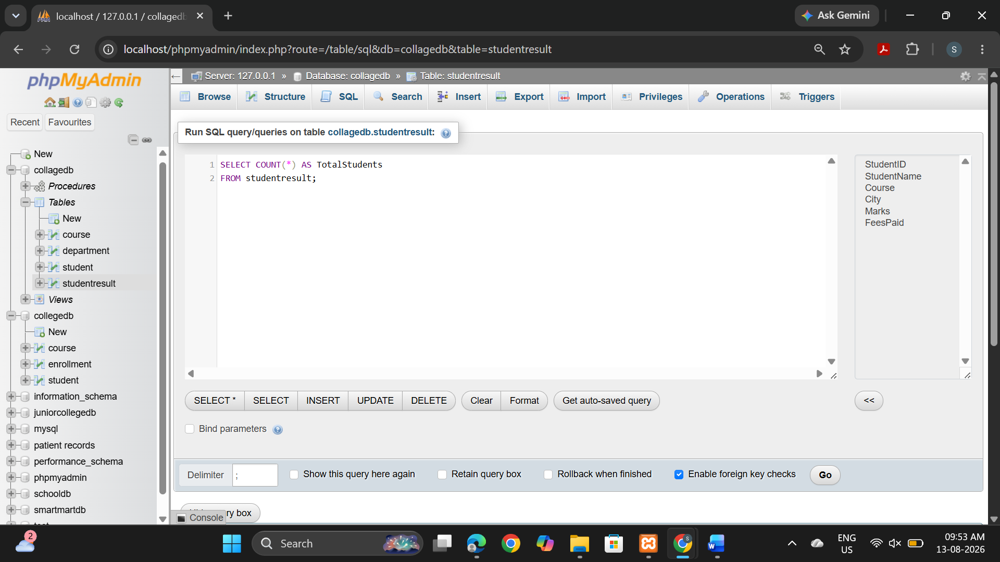 localhost / 127.0.0.1 / collagedb
Ask Gemini
localhost/phpmyadmin/index.php?route=/table/sql&db=collagedb&table=studentresult
S
phpMyAdmin
Recent
Favourites
New
collagedb
Procedures
Tables
New
course
department
student
studentresult
Views
collegedb
New
course
enrollment
student
information_schema
juniorcollegedb
mysql
patient records
performance_schema
phpmyadmin
schooldb
smartmartdb
Server: 127.0.0.1 » Database: collagedb » Table: studentresult
Browse
Structure
SQL
Search
Insert
Export
Import
Privileges
Operations
Triggers
Run SQL query/queries on table collagedb.studentresult:
1 SELECT COUNT(*) AS TotalStudents
2 FROM studentresult;
StudentID
StudentName
Course
City
Marks
FeesPaid
SELECT *
SELECT
INSERT
UPDATE
DELETE
Clear
Format
Get auto-saved query
<<
Bind parameters
Delimiter
;
Show this query here again
Retain query box
Rollback when finished
Enable foreign key checks
Go
ry box
Console
2
Search
ENG
US
09:53 AM
13-08-2026